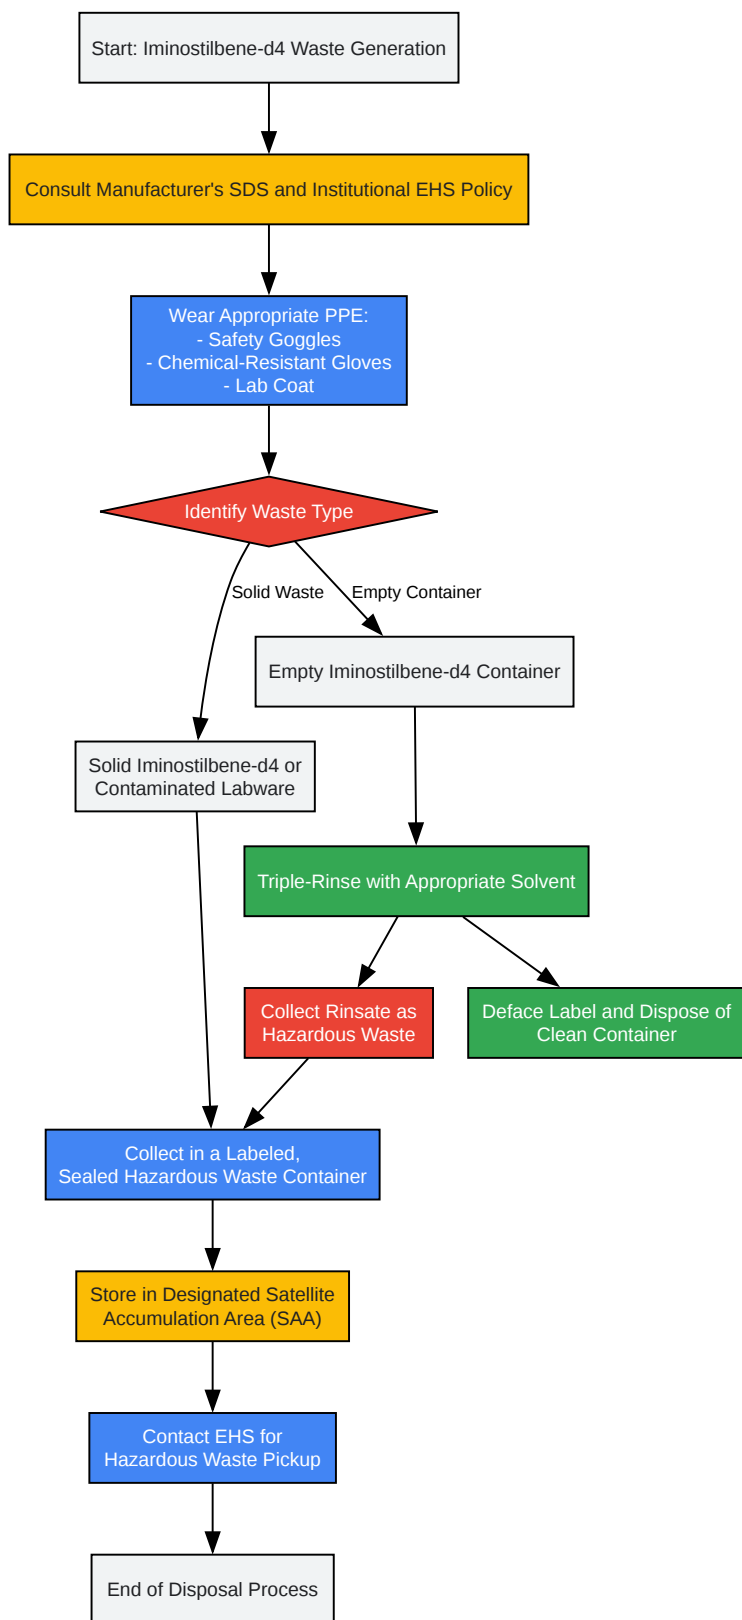 Start: Iminostilbene-d4 Waste Generation
Consult Manufacturer's SDS and Institutional EHS Policy
Wear Appropriate PPE:
- Safety Goggles
- Chemical-Resistant Gloves
- Lab Coat
Identify Waste Type
Solid Waste
Empty Container
Empty Iminostilbene-d4 Container
Solid Iminostilbene-d4 or
Contaminated Labware
Triple-Rinse with Appropriate Solvent
Collect Rinsate as
Hazardous Waste
Deface Label and Dispose of
Clean Container
Collect in a Labeled,
Sealed Hazardous Waste Container
Store in Designated Satellite
Accumulation Area (SAA)
Contact EHS for
Hazardous Waste Pickup
End of Disposal Process